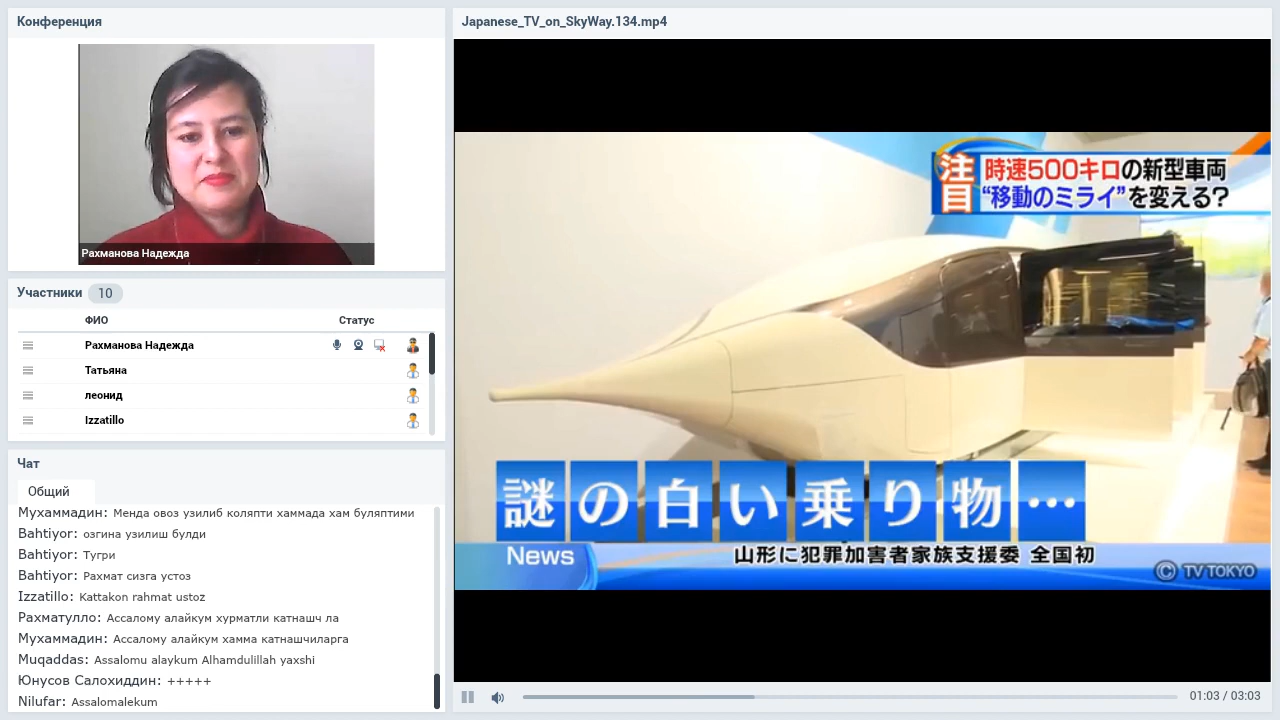 Конференция
Рахманова Надежда
Участники 10
ФИО Статус
Рахманова Надежда
Татьяна
леонид
Izzatillo
Чат
Общий
Мухаммадин: Менда овоз узилиб коляпти хаммада хам буляптими
Bahtiyor: озгина узилиш булди
Bahtiyor: Тугри
Bahtiyor: Рахмат сизга устоз
Izzatillo: Kattakon rahmat ustoz
Рахматулло: Ассалому алайкум хурматли катнашч ла
Мухаммадин: Ассалому алайкум хамма катнашчиларга
Muqaddas: Assalomu alaykum Alhamdulillah yaxshi
Юнусов Салохиддин: +++++
Nilufar: Assalomalekum
Japanese_TV_on_SkyWay.134.mp4
注目
時速500キロの新型車両
“移動のミライ”を変える?
謎の白い乗り物…
News
山形に犯罪加害者家族支援委 全国初
© TV TOKYO
01:03 / 03:03